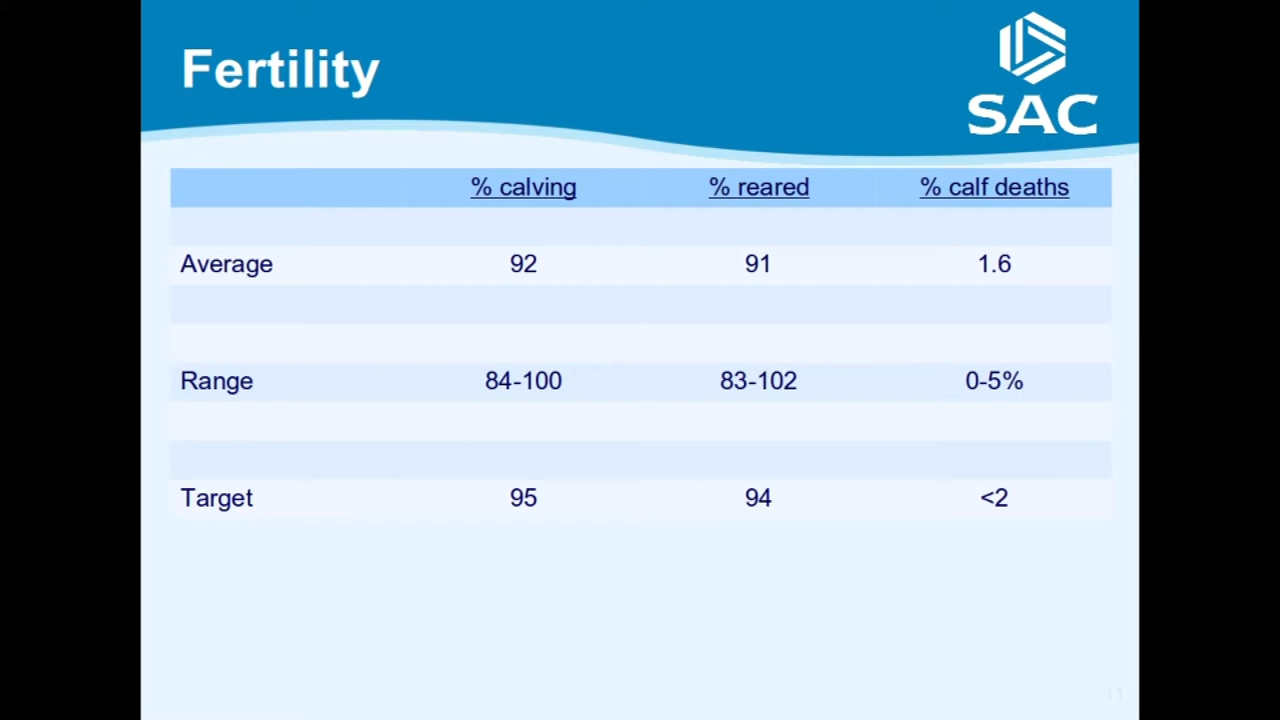 Fertility
SAC
% calving % reared % calf deaths
Average 92 91 1.6
Range 84-100 83-102 0-5%
Target 95 94 <2
11